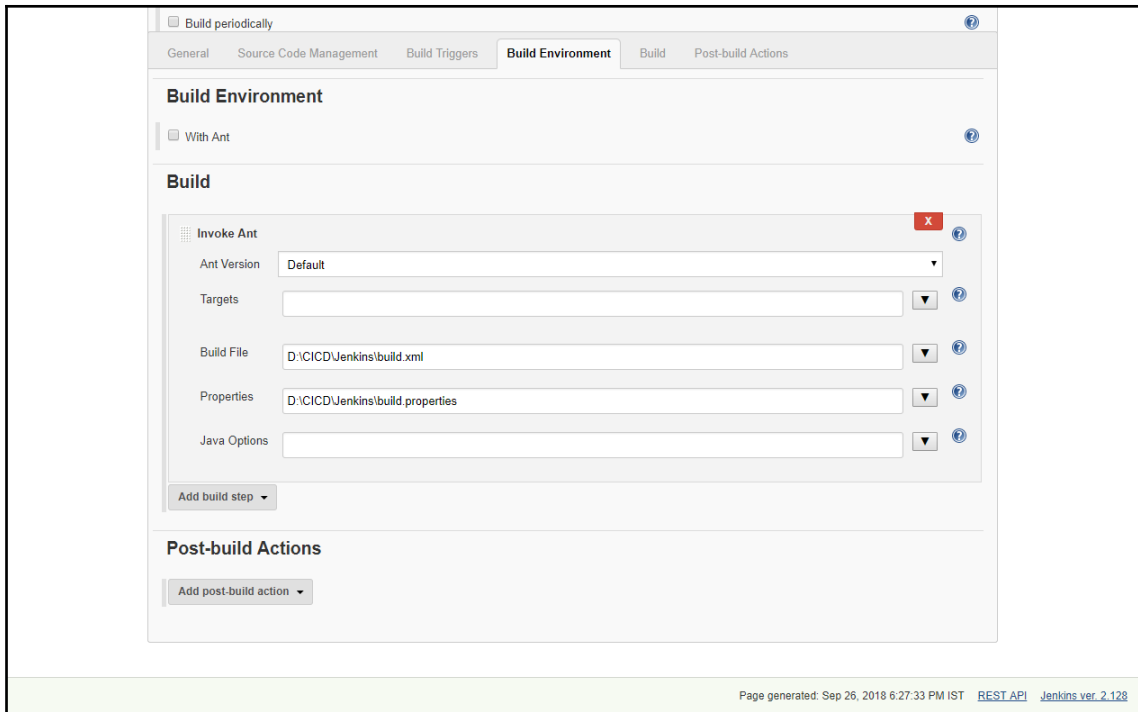 Build periodically
General Source Code Management Build Triggers Build Environment Build Post-build Actions
Build Environment
With Ant
Build
X
Invoke Ant
Ant Version Default
Targets
Build File D:\CICD\Jenkins\build.xml
Properties D:\CICD\Jenkins\build.properties
Java Options
Add build step
Post-build Actions
Add post-build action
Page generated: Sep 26, 2018 6:27:33 PM IST REST API Jenkins ver. 2.128